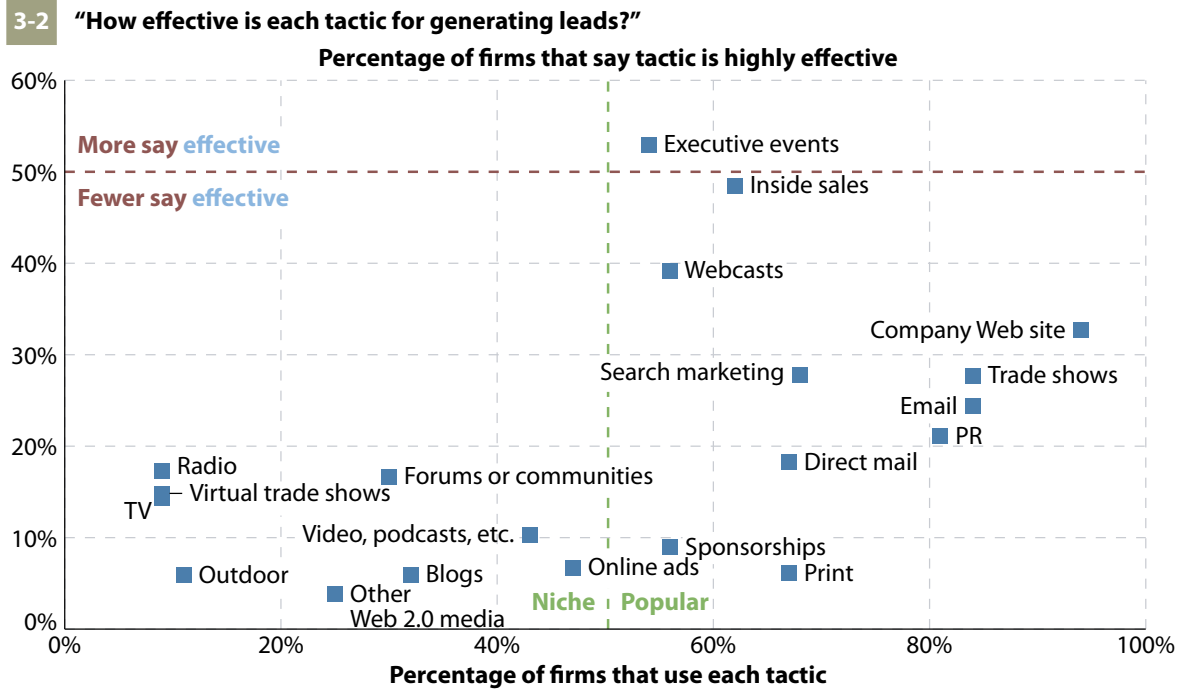 3-2 “How effective is each tactic for generating leads?”
Percentage of firms that say tactic is highly effective
60%
More say effective
Executive events
50%
Inside sales
Fewer say effective
40%
Webcasts
Company Web site
30%
Search marketing
Trade shows
Email
PR
20%
Direct mail
Radio
Forums or communities
Virtual trade shows
TV
10%
Video, podcasts, etc.
Sponsorships
Online ads
Outdoor
Blogs
Print
Other
Web 2.0 media
Niche
Popular
0%
0% 20% 40% 60% 80% 100%
Percentage of firms that use each tactic